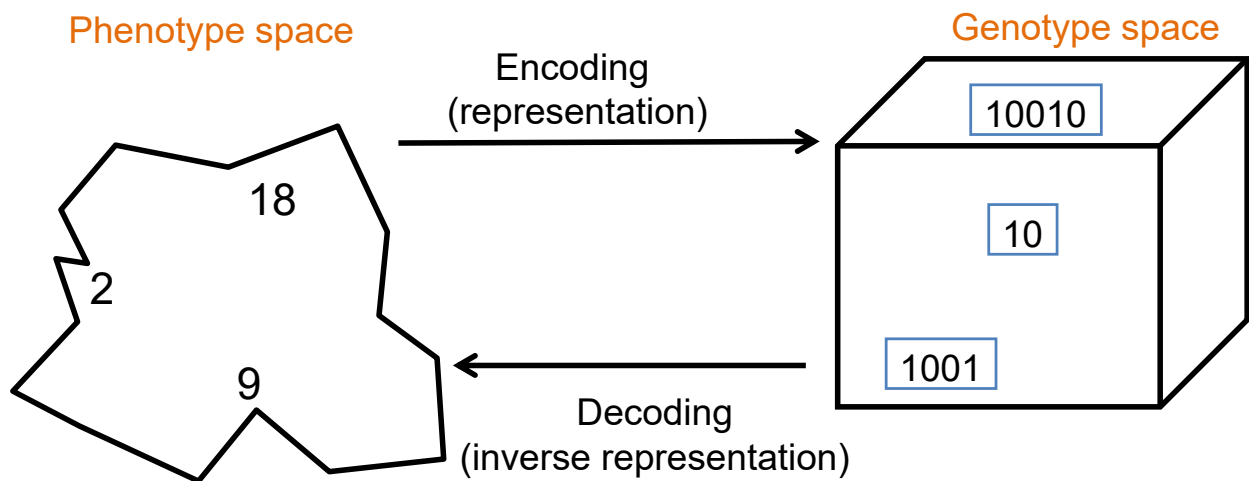 Phenotype space
Genotype space
Encoding
(representation)
10010
18
10
2
1001
9
Decoding
(inverse representation)